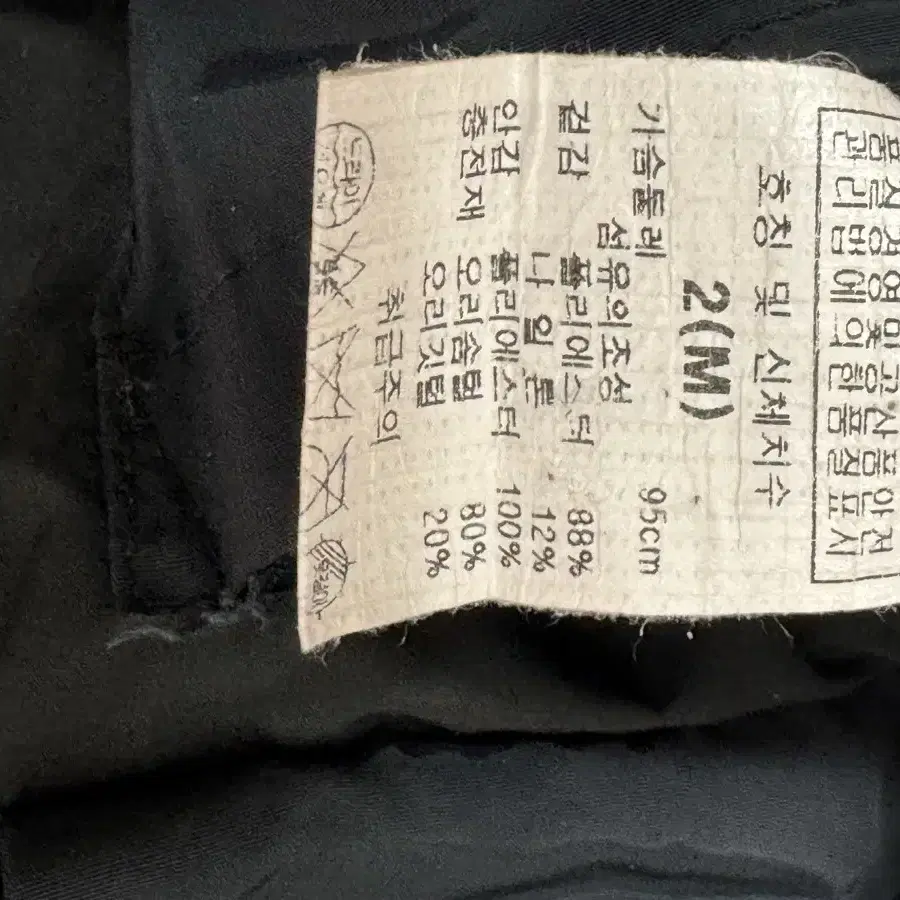 품질경영 및 공산품안전
관리법에 의한 품질표시
호칭 및 신체치수
2(M)
가슴둘레 95cm
섬유의조성
겉감 폴리에스터 88%
나일론 12%
안감 폴리에스터 100%
충전재 오리솜털 80%
오리깃털 20%
취급주의
드라이